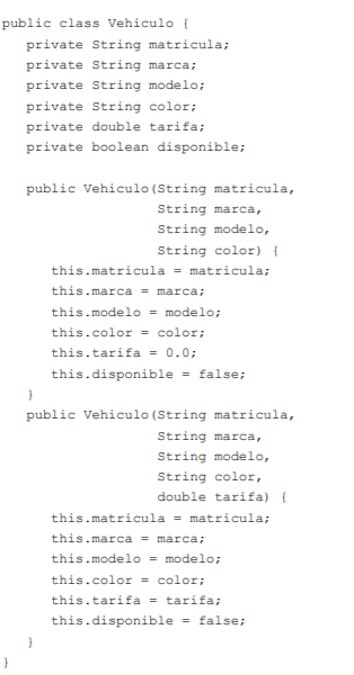 public class Vehiculo {
   private String matricula;
   private String marca;
   private String modelo;
   private String color;
   private double tarifa;
   private boolean disponible;

   public Vehiculo(String matricula,
                   String marca,
                   String modelo,
                   String color) {
      this.matricula = matricula;
      this.marca = marca;
      this.modelo = modelo;
      this.color = color;
      this.tarifa = 0.0;
      this.disponible = false;
   }
   public Vehiculo(String matricula,
                   String marca,
                   String modelo,
                   String color,
                   double tarifa) {
      this.matricula = matricula;
      this.marca = marca;
      this.modelo = modelo;
      this.color = color;
      this.tarifa = tarifa;
      this.disponible = false;
   }
}